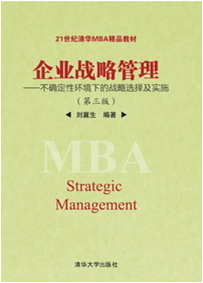 21世纪清华MBA精品教材
企业战略管理
——不确定性环境下的战略选择及实施
（第三版）
◀ 刘冀生 编著 ▶
MBA
Strategic
Management
清华大学出版社